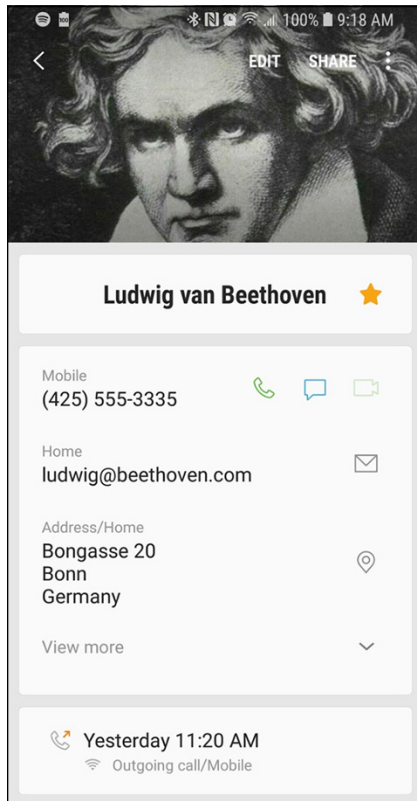 100% 9:18 AM
EDIT SHARE
Ludwig van Beethoven
Mobile
(425) 555-3335
Home
ludwig@beethoven.com
Address/Home
Bongasse 20
Bonn
Germany
View more
Yesterday 11:20 AM
Outgoing call/Mobile